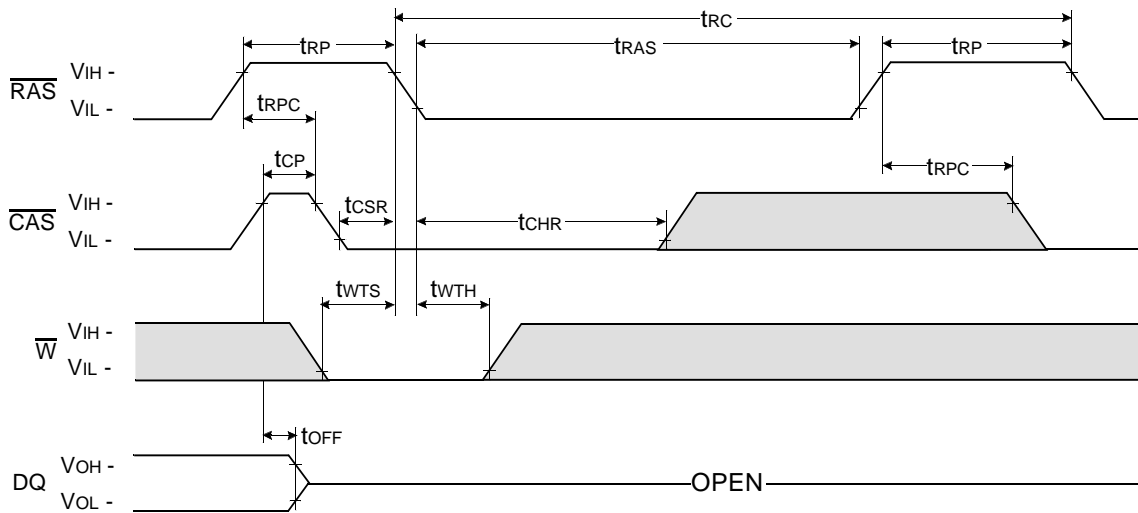 tRC
tRP
tRAS
tRP
RAS
VIH -
VIL -
tRPC
tCP
tRPC
CAS
VIH -
VIL -
tCSR
tCHR
tWTS
tWTH
W
VIH -
VIL -
tOFF
DQ
VOH -
VOL -
OPEN